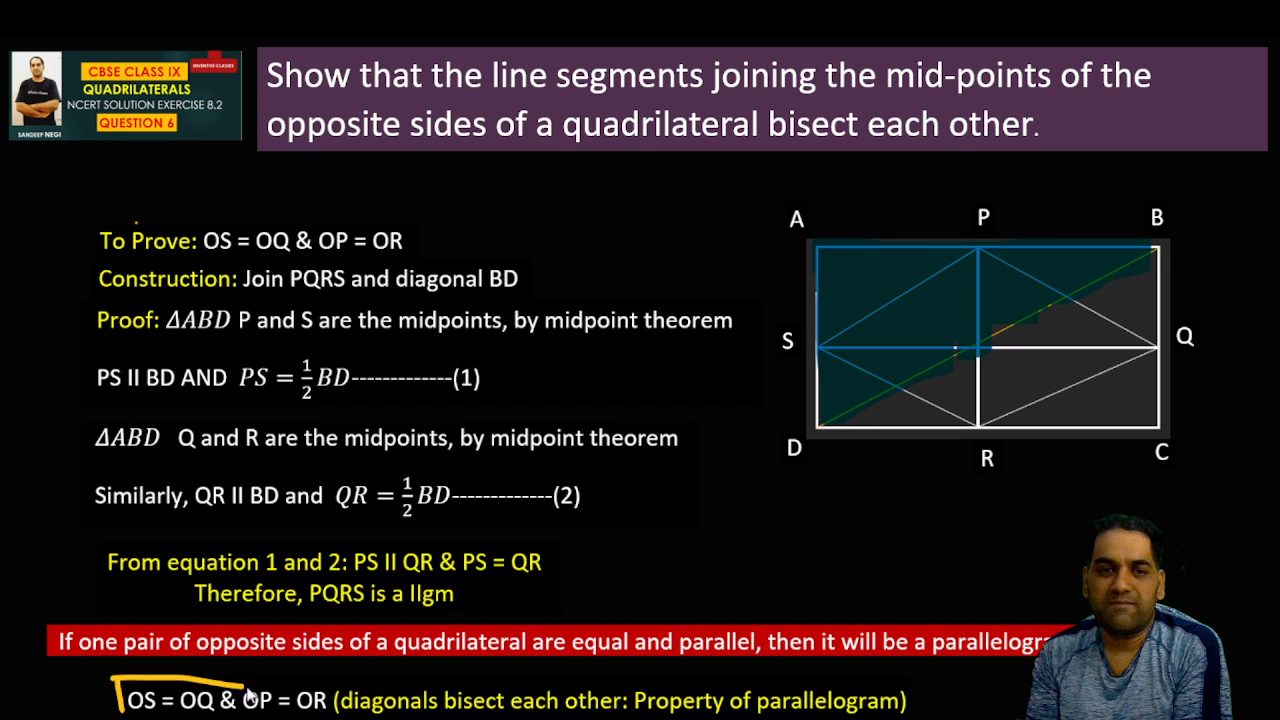 CBSE CLASS IX
INVENTIVE CLASSES
QUADRILATERALS
NCERT SOLUTION EXERCISE 8.2
QUESTION 6
SANDEEP NEGI
Show that the line segments joining the mid-points of the
opposite sides of a quadrilateral bisect each other.
To Prove: OS = OQ & OP = OR
Construction: Join PQRS and diagonal BD
Proof: ΔABD P and S are the midpoints, by midpoint theorem
PS II BD AND PS = 1/2 BD-------------(1)
ΔABD Q and R are the midpoints, by midpoint theorem
Similarly, QR II BD and QR = 1/2 BD-------------(2)
From equation 1 and 2: PS II QR & PS = QR
Therefore, PQRS is a IIgm
If one pair of opposite sides of a quadrilateral are equal and parallel, then it will be a parallelogra
OS = OQ & OP = OR (diagonals bisect each other: Property of parallelogram)
A P B
S Q
D R C